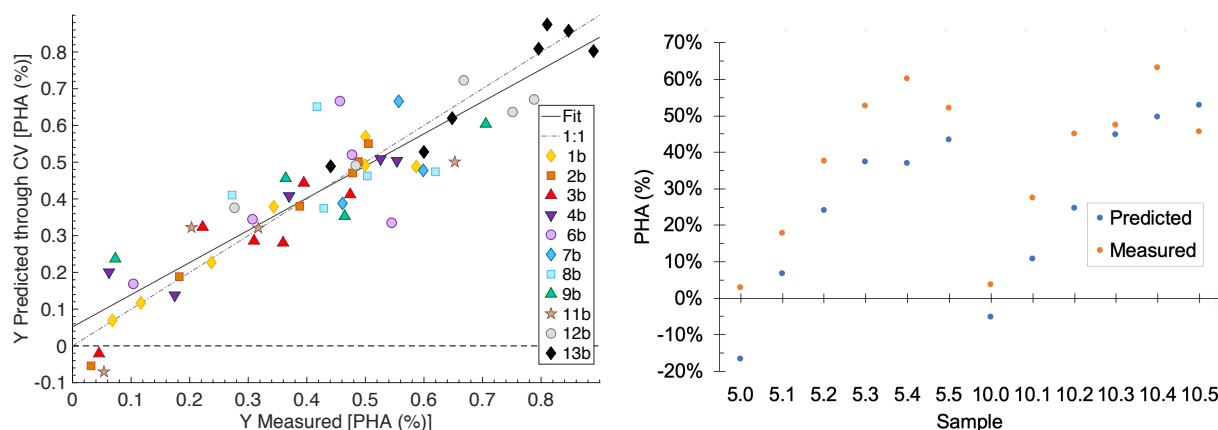 Y Predicted through CV [PHA (%)]
0.8
0.7
0.6
0.5
0.4
0.3
0.2
0.1
0
-0.1
0 0.1 0.2 0.3 0.4 0.5 0.6 0.7 0.8
Y Measured [PHA (%)]
Fit
1:1
1b
2b
3b
4b
6b
7b
8b
9b
11b
12b
13b
PHA (%)
70%
60%
50%
40%
30%
20%
10%
0%
-10%
-20%
Predicted
Measured
5.0 5.1 5.2 5.3 5.4 5.5 10.0 10.1 10.2 10.3 10.4 10.5
Sample